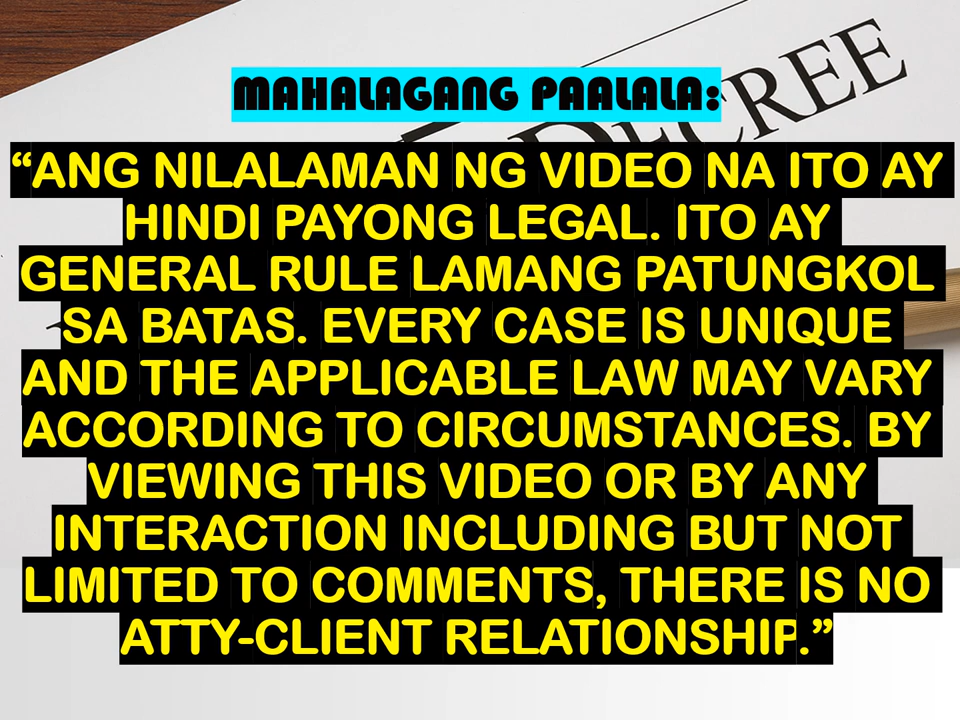 MAHALAGANG PAALALA:
DECREE
“ANG NILALAMAN NG VIDEO NA ITO AY
HINDI PAYONG LEGAL. ITO AY
GENERAL RULE LAMANG PATUNGKOL
SA BATAS. EVERY CASE IS UNIQUE
AND THE APPLICABLE LAW MAY VARY
ACCORDING TO CIRCUMSTANCES. BY
VIEWING THIS VIDEO OR BY ANY
INTERACTION INCLUDING BUT NOT
LIMITED TO COMMENTS, THERE IS NO
ATTY-CLIENT RELATIONSHIP.”